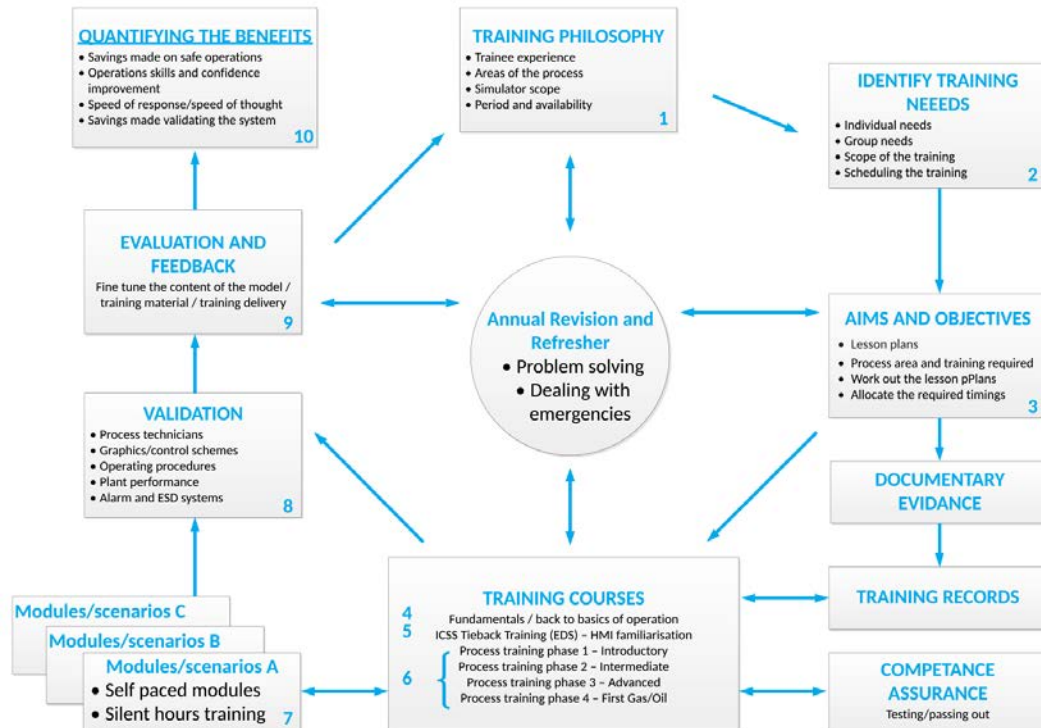 QUANTIFYING THE BENEFITS
• Savings made on safe operations
• Operations skills and confidence
improvement
• Speed of response/speed of thought
• Savings made validating the system
10
TRAINING PHILOSOPHY
• Trainee experience
• Areas of the process
• Simulator scope
• Period and availability
1
IDENTIFY TRAINING
NEEEDS
• Individual needs
• Group needs
• Scope of the training
• Scheduling the training
2
EVALUATION AND
FEEDBACK
Fine tune the content of the model /
training material / training delivery
9
Annual Revision and
Refresher
• Problem solving
• Dealing with
emergencies
AIMS AND OBJECTIVES
• Lesson plans
• Process area and training required
• Work out the lesson pPlans
• Allocate the required timings
3
VALIDATION
• Process technicians
• Graphics/control schemes
• Operating procedures
• Plant performance
• Alarm and ESD systems
8
DOCUMENTARY
EVIDANCE
TRAINING RECORDS
TRAINING COURSES
4 Fundamentals / back to basics of operation
5 ICSS Tieback Training (EDS) – HMI familiarisation
6 Process training phase 1 – Introductory
Process training phase 2 – Intermediate
Process training phase 3 – Advanced
Process training phase 4 – First Gas/Oil
Modules/scenarios C
Modules/scenarios B
Modules/scenarios A
• Self paced modules
• Silent hours training
7
COMPETANCE
ASSURANCE
Testing/passing out